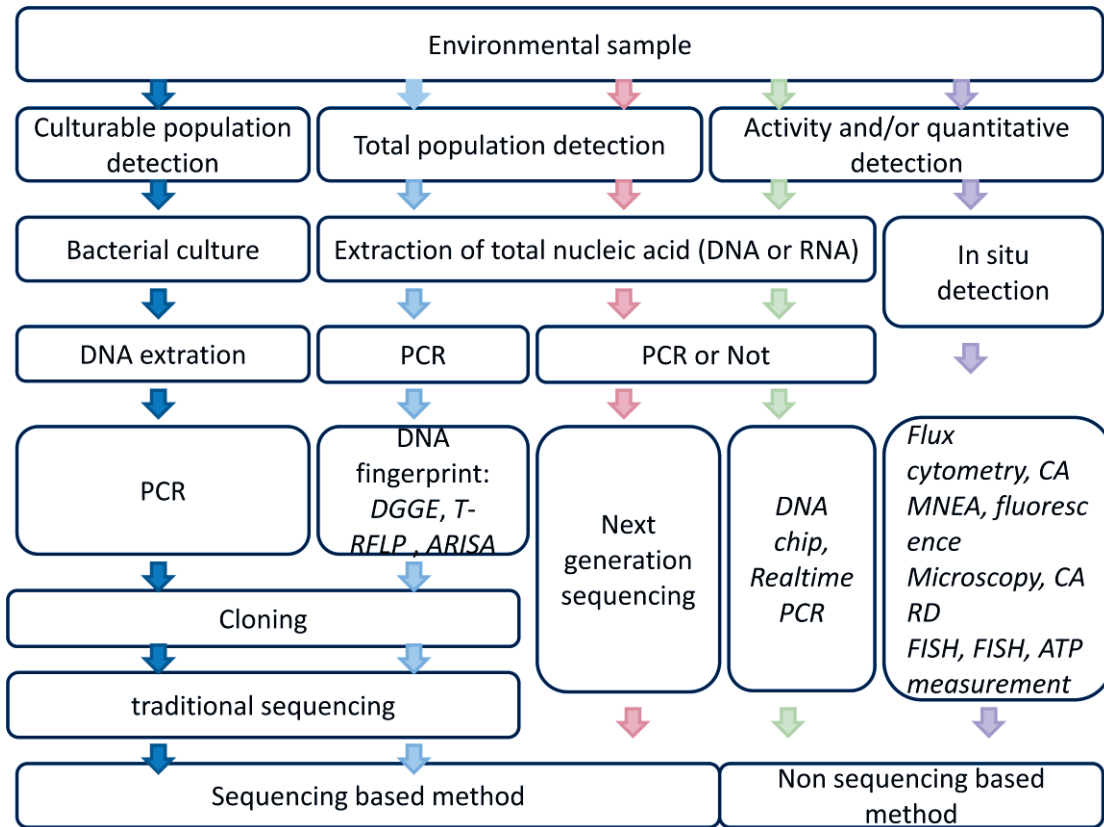 Environmental sample
Culturable population
detection
Total population detection
Activity and/or quantitative
detection
Bacterial culture
Extraction of total nucleic acid (DNA or RNA)
In situ
detection
DNA extration
PCR
PCR or Not
PCR
DNA
fingerprint:
DGGE, T-
RFLP , ARISA
Next
generation
sequencing
DNA
chip,
Realtime
PCR
Flux
cytometry, CA
MNEA, fluoresc
ence
Microscopy, CA
RD
FISH, FISH, ATP
measurement
Cloning
traditional sequencing
Sequencing based method
Non sequencing based
method